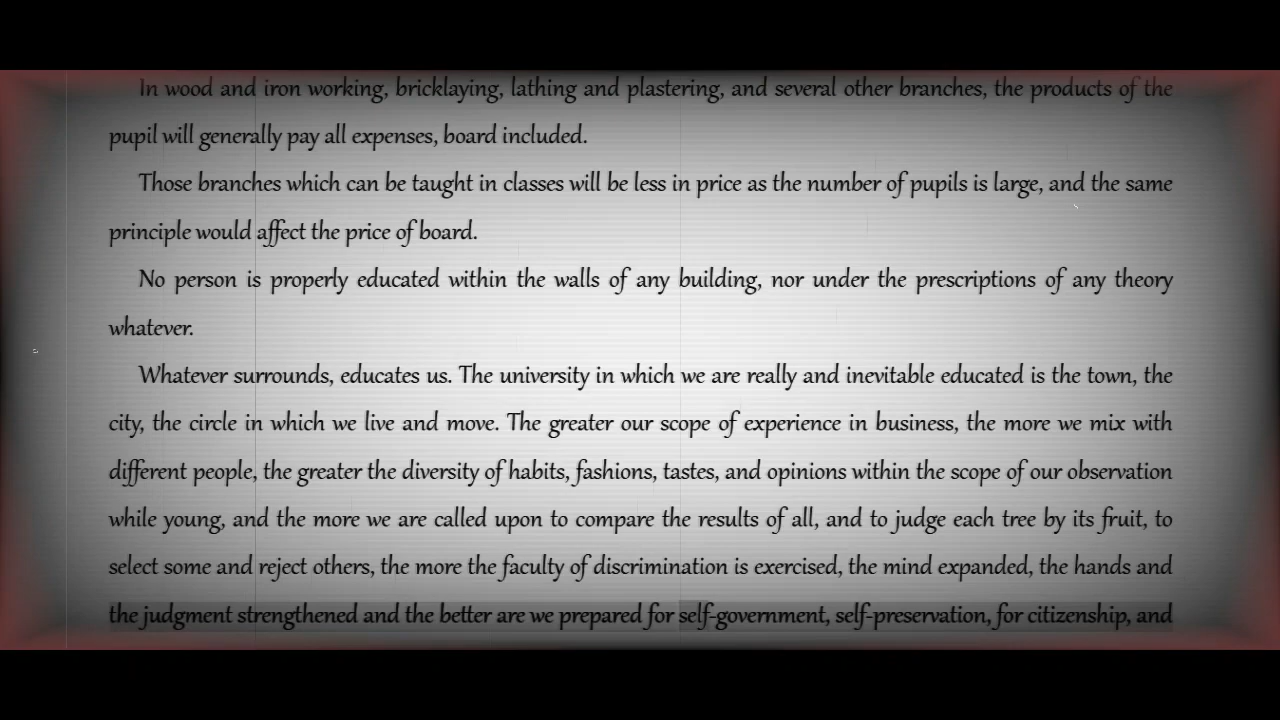 In wood and iron working, bricklaying, lathing and plastering, and several other branches, the products of the
pupil will generally pay all expenses, board included.
Those branches which can be taught in classes will be less in price as the number of pupils is large, and the same
principle would affect the price of board.
No person is properly educated within the walls of any building, nor under the prescriptions of any theory
whatever.
Whatever surrounds, educates us. The university in which we are really and inevitable educated is the town, the
city, the circle in which we live and move. The greater our scope of experience in business, the more we mix with
different people, the greater the diversity of habits, fashions, tastes, and opinions within the scope of our observation
while young, and the more we are called upon to compare the results of all, and to judge each tree by its fruit, to
select some and reject others, the more the faculty of discrimination is exercised, the mind expanded, the hands and
the judgment strengthened and the better are we prepared for self-government, self-preservation, for citizenship, and